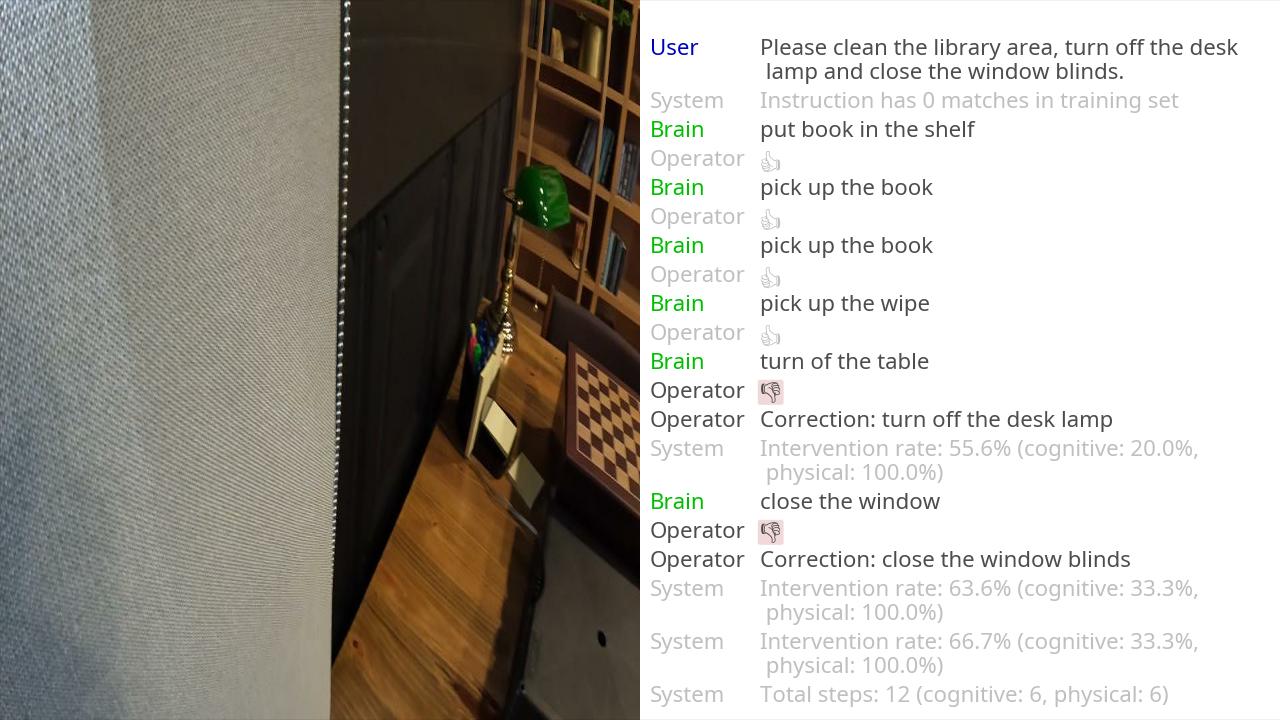 User Please clean the library area, turn off the desk
lamp and close the window blinds.
System Instruction has 0 matches in training set
Brain put book in the shelf
Operator 👍
Brain pick up the book
Operator 👍
Brain pick up the book
Operator 👍
Brain pick up the wipe
Operator 👍
Brain turn of the table
Operator 👎
Operator Correction: turn off the desk lamp
System Intervention rate: 55.6% (cognitive: 20.0%,
physical: 100.0%)
Brain close the window
Operator 👎
Operator Correction: close the window blinds
System Intervention rate: 63.6% (cognitive: 33.3%,
physical: 100.0%)
System Intervention rate: 66.7% (cognitive: 33.3%,
physical: 100.0%)
System Total steps: 12 (cognitive: 6, physical: 6)